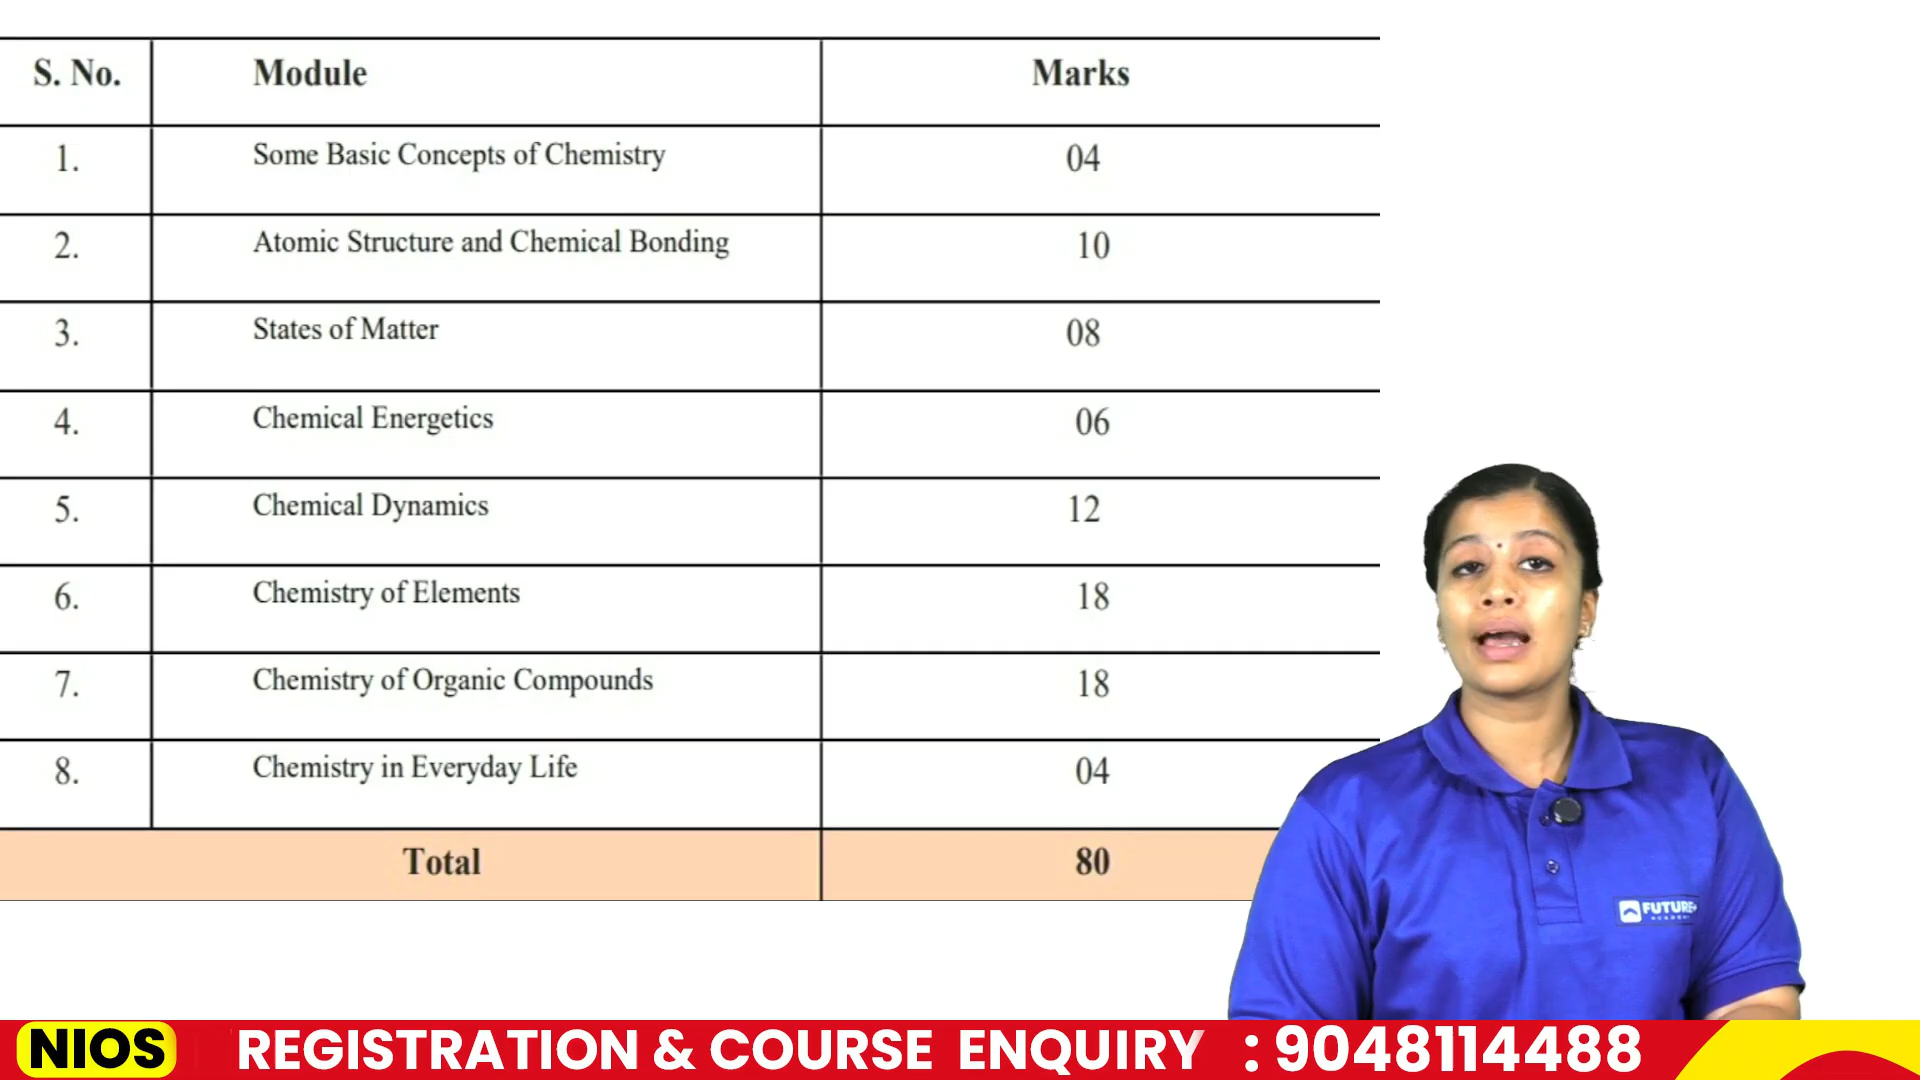 S. No. Module Marks
1. Some Basic Concepts of Chemistry 04
2. Atomic Structure and Chemical Bonding 10
3. States of Matter 08
4. Chemical Energetics 06
5. Chemical Dynamics 12
6. Chemistry of Elements 18
7. Chemistry of Organic Compounds 18
8. Chemistry in Everyday Life 04
Total 80
FUTURE+
ACADEMY
NIOS REGISTRATION & COURSE ENQUIRY : 9048114488